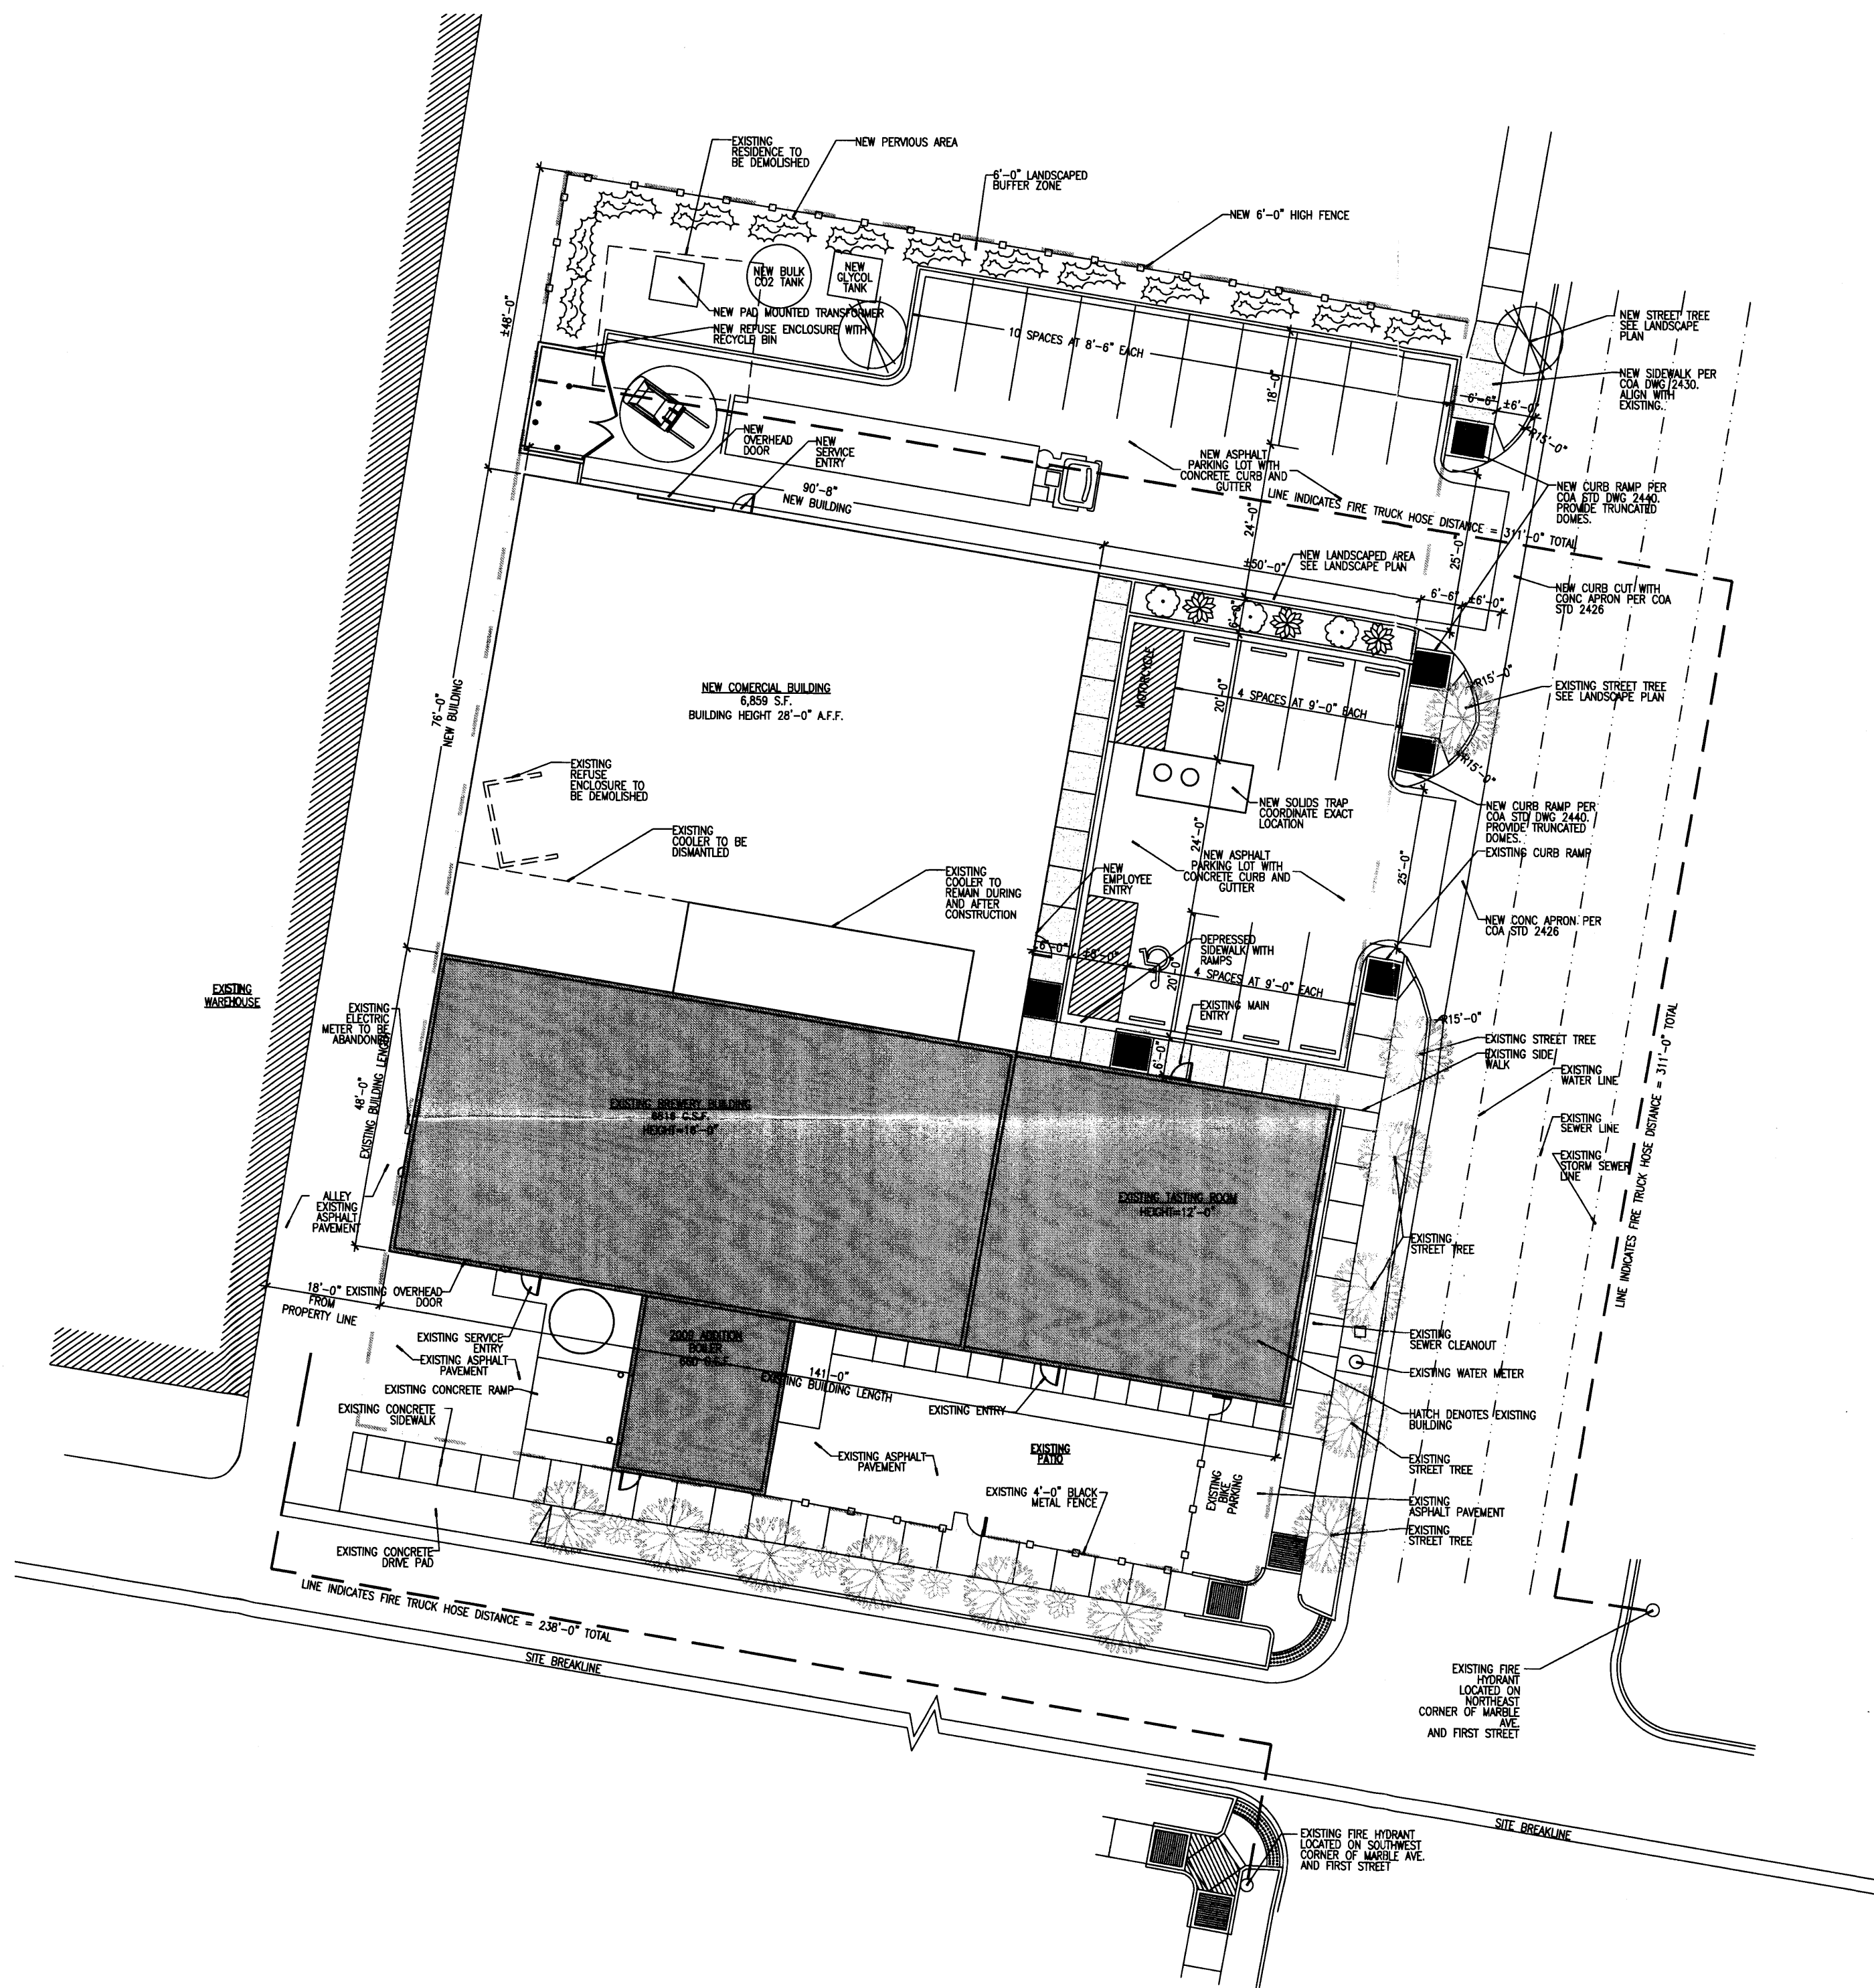 EXISTING
RESIDENCE TO
BE DEMOLISHED
NEW PERVIOUS AREA
6'-0" LANDSCAPED
BUFFER ZONE
NEW 6'-0" HIGH FENCE
±48'-0"
NEW BULK
CO2 TANK
NEW
GLYCOL
TANK
NEW PAD MOUNTED TRANSFORMER
NEW REFUSE ENCLOSURE WITH
RECYCLE BIN
10 SPACES AT 8'-6" EACH
18'-0"
NEW STREET TREE
SEE LANDSCAPE
PLAN
NEW SIDEWALK PER
COA DWG 2430.
ALIGN WITH
EXISTING.
6'-6"
±6'-0"
R15'-0"
NEW
OVERHEAD
DOOR
NEW
SERVICE
ENTRY
NEW ASPHALT
PARKING LOT WITH
CONCRETE CURB AND
GUTTER
90'-8"
NEW BUILDING
LINE INDICATES FIRE TRUCK HOSE DISTANCE = 311'-0" TOTAL
NEW CURB RAMP PER
COA STD DWG 2440.
PROVIDE TRUNCATED
DOMES.
24'-0"
25'-0"
±50'-0"
NEW LANDSCAPED AREA
SEE LANDSCAPE PLAN
6'-6"
±6'-0"
NEW CURB CUT WITH
CONC APRON PER COA
STD 2426
6'-0"
MOTORCYCLE
R15'-0"
NEW COMERCIAL BUILDING
6,859 S.F.
BUILDING HEIGHT 28'-0" A.F.F.
76'-0"
NEW BUILDING
20'-0"
4 SPACES AT 9'-0" EACH
EXISTING STREET TREE
SEE LANDSCAPE PLAN
R15'-0"
EXISTING
REFUSE
ENCLOSURE TO
BE DEMOLISHED
NEW SOLIDS TRAP
COORDINATE EXACT
LOCATION
NEW CURB RAMP PER
COA STD DWG 2440.
PROVIDE TRUNCATED
DOMES.
EXISTING
COOLER TO BE
DISMANTLED
24'-0"
EXISTING CURB RAMP
NEW ASPHALT
PARKING LOT WITH
CONCRETE CURB AND
GUTTER
25'-0"
EXISTING
COOLER TO
REMAIN DURING
AND AFTER
CONSTRUCTION
NEW
EMPLOYEE
ENTRY
NEW CONC APRON PER
COA STD 2426
6'-0"
±8'-0"
DEPRESSED
SIDEWALK WITH
RAMPS
20'-0"
4 SPACES AT 9'-0" EACH
EXISTING MAIN
ENTRY
EXISTING
WAREHOUSE
EXISTING
ELECTRIC
METER TO BE
ABANDONED
R15'-0"
LINE INDICATES FIRE TRUCK HOSE DISTANCE = 311'-0" TOTAL
EXISTING STREET TREE
EXISTING SIDE
WALK
6'-0"
EXISTING
WATER LINE
48'-0"
EXISTING BUILDING LENGTH
EXISTING BREWERY BUILDING
HEIGHT=16'-0"
EXISTING
SEWER LINE
EXISTING
STORM SEWER
LINE
ALLEY
EXISTING
ASPHALT
PAVEMENT
EXISTING TASTING ROOM
HEIGHT=12'-0"
EXISTING
STREET TREE
18'-0"
FROM
PROPERTY LINE
EXISTING OVERHEAD
DOOR
EXISTING SERVICE
ENTRY
EXISTING ASPHALT
PAVEMENT
2009 ADDITION
BOILER
EXISTING
SEWER CLEANOUT
EXISTING WATER METER
141'-0"
EXISTING BUILDING LENGTH
EXISTING CONCRETE RAMP
EXISTING CONCRETE
SIDEWALK
EXISTING ENTRY
HATCH DENOTES EXISTING
BUILDING
EXISTING
PATIO
EXISTING ASPHALT
PAVEMENT
EXISTING
STREET TREE
EXISTING 4'-0" BLACK
METAL FENCE
EXISTING
BIKE
PARKING
EXISTING
ASPHALT PAVEMENT
EXISTING
STREET TREE
EXISTING CONCRETE
DRIVE PAD
LINE INDICATES FIRE TRUCK HOSE DISTANCE = 238'-0" TOTAL
SITE BREAKLINE
EXISTING FIRE
HYDRANT
LOCATED ON
NORTHEAST
CORNER OF MARBLE
AVE.
AND FIRST STREET
SITE BREAKLINE
EXISTING FIRE HYDRANT
LOCATED ON SOUTHWEST
CORNER OF MARBLE AVE.
AND FIRST STREET